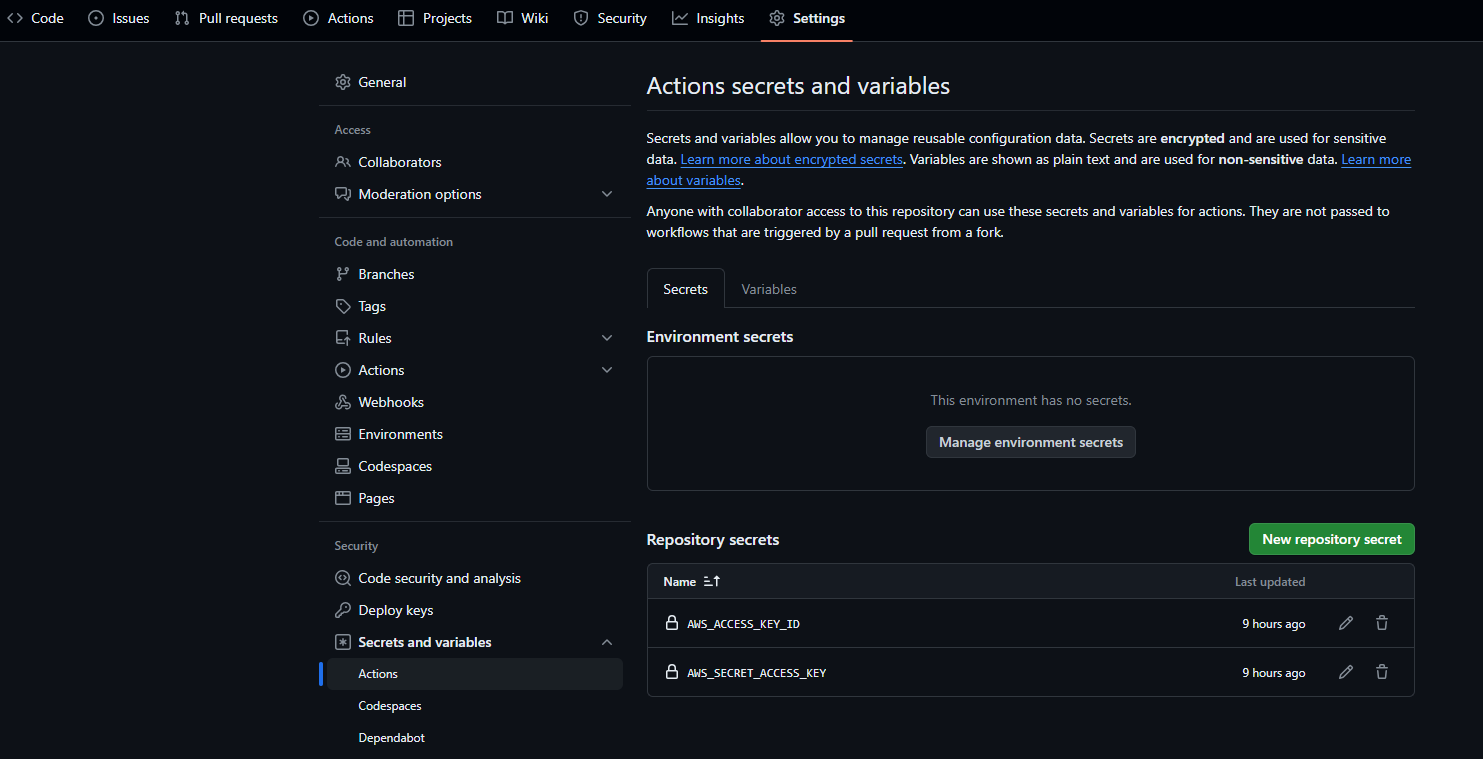 Code Issues Pull requests Actions Projects Wiki Security Insights Settings
General
Access
Collaborators
Moderation options
Code and automation
Branches
Tags
Rules
Actions
Webhooks
Environments
Codespaces
Pages
Security
Code security and analysis
Deploy keys
Secrets and variables
Actions
Codespaces
Dependabot
Actions secrets and variables
Secrets and variables allow you to manage reusable configuration data. Secrets are encrypted and are used for sensitive
data. Learn more about encrypted secrets. Variables are shown as plain text and are used for non-sensitive data. Learn more
about variables.
Anyone with collaborator access to this repository can use these secrets and variables for actions. They are not passed to
workflows that are triggered by a pull request from a fork.
Secrets Variables
Environment secrets
This environment has no secrets.
Manage environment secrets
Repository secrets New repository secret
Name Last updated
AWS_ACCESS_KEY_ID 9 hours ago
AWS_SECRET_ACCESS_KEY 9 hours ago